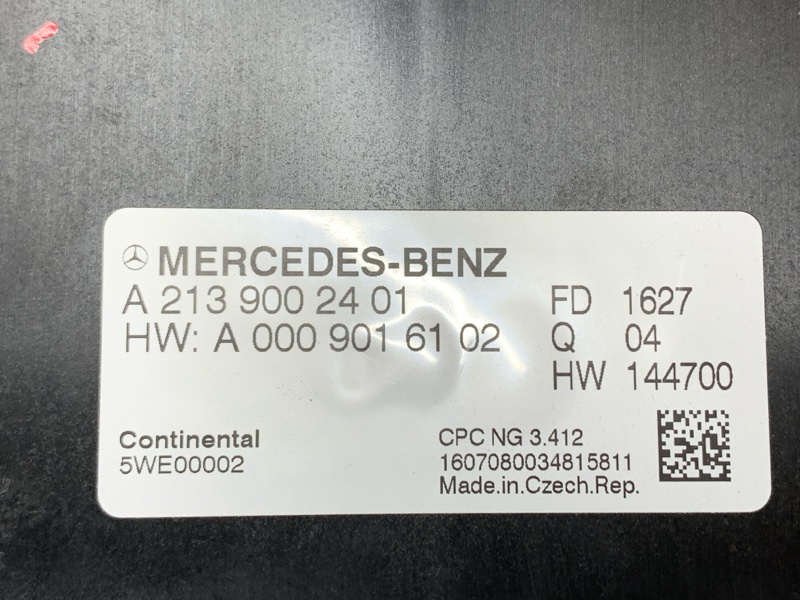 MERCEDES-BENZ
A 213 900 24 01 FD 1627
HW: A 000 901 61 02 Q 04
HW 144700
Continental CPC NG 3.412
5WE00002 1607080034815811
Made.in.Czech.Rep.